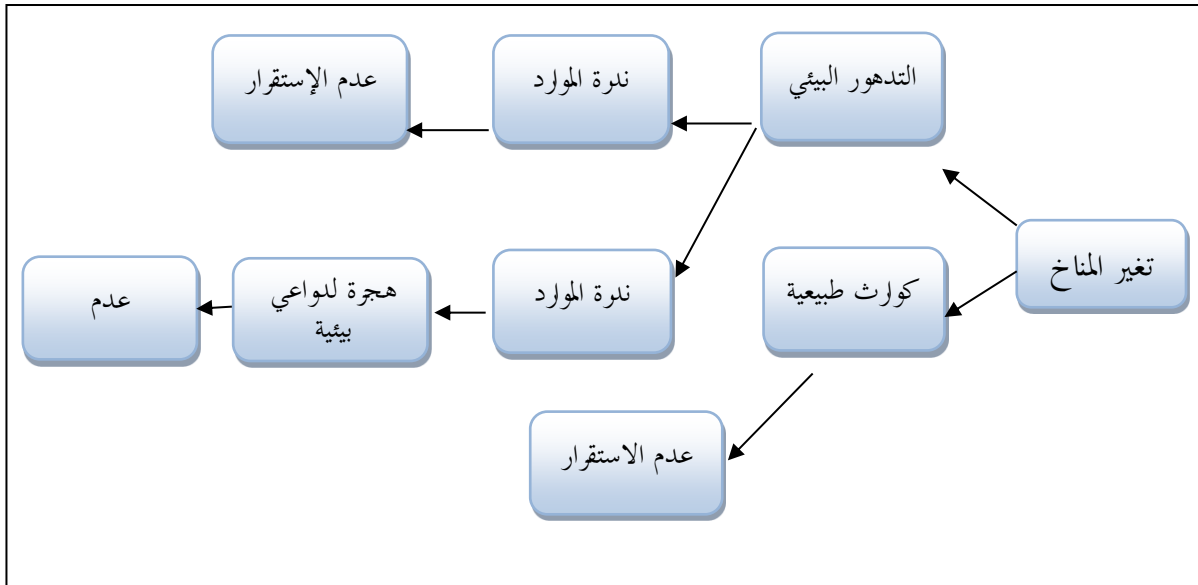 التدهور البيئي
ندرة الموارد
عدم الإستقرار
تغير المناخ
كوارث طبيعية
ندرة الموارد
هجرة لدواعي
بيئية
عدم
عدم الاستقرار